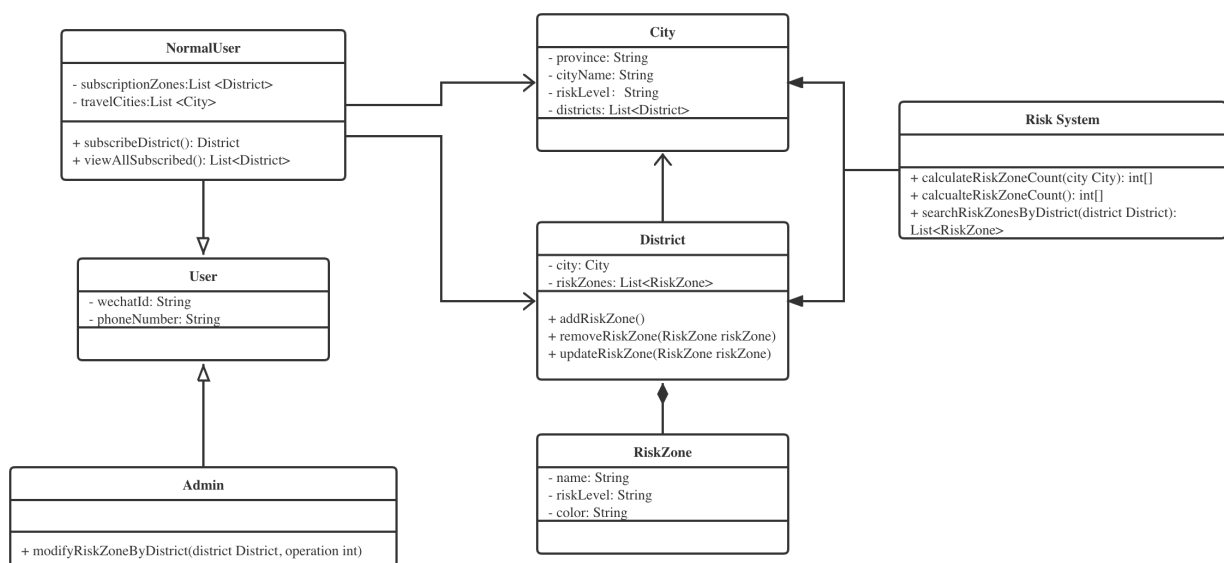 NormalUser
- subscriptionZones:List <District>
- travelCities:List <City>
+ subscribeDistrict(): District
+ viewAllSubscribed(): List<District>
User
- wechatId: String
- phoneNumber: String
Admin
+ modifyRiskZoneByDistrict(district District, operation int)
City
- province: String
- cityName: String
- riskLevel： String
- districts: List<District>
District
- city: City
- riskZones: List<RiskZone>
+ addRiskZone()
+ removeRiskZone(RiskZone riskZone)
+ updateRiskZone(RiskZone riskZone)
RiskZone
- name: String
- riskLevel: String
- color: String
Risk System
+ calculateRiskZoneCount(city City): int[]
+ calcualteRiskZoneCount(): int[]
+ searchRiskZonesByDistrict(district District):
List<RiskZone>